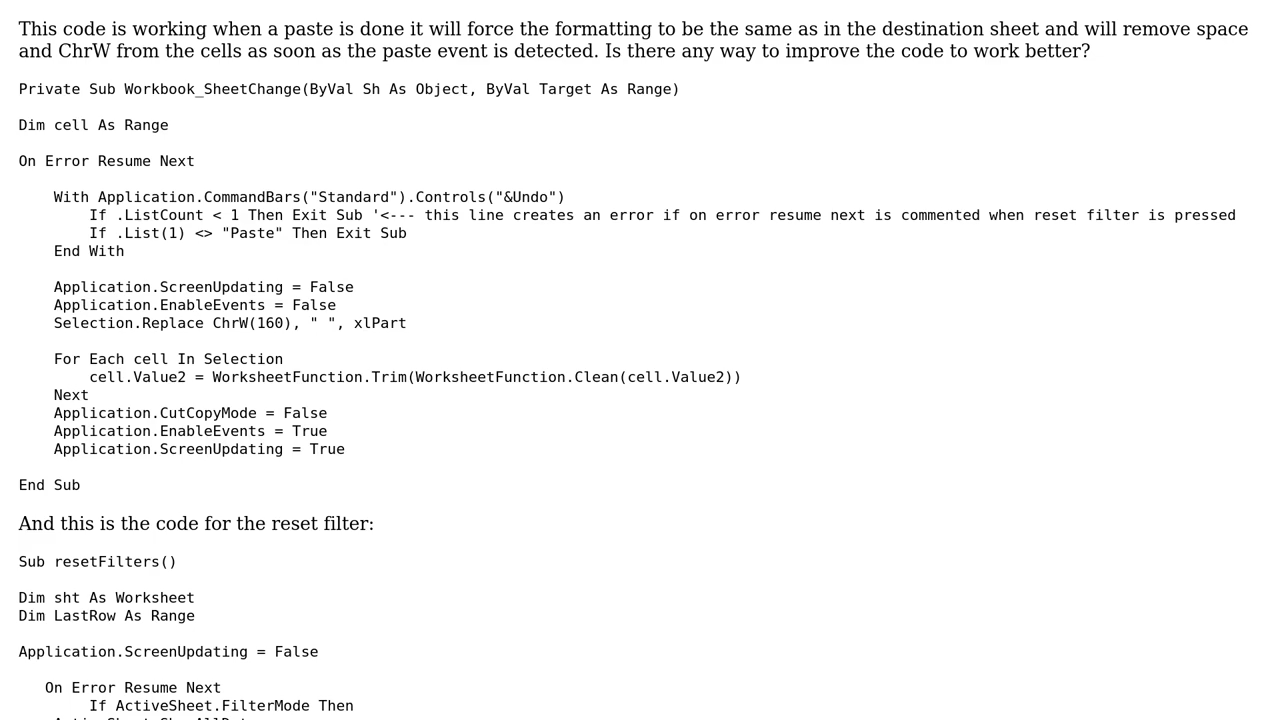 This code is working when a paste is done it will force the formatting to be the same as in the destination sheet and will remove space
and ChrW from the cells as soon as the paste event is detected. Is there any way to improve the code to work better?
Private Sub Workbook_SheetChange(ByVal Sh As Object, ByVal Target As Range)
Dim cell As Range
On Error Resume Next
With Application.CommandBars("Standard").Controls("&Undo")
If .ListCount < 1 Then Exit Sub '<--- this line creates an error if on error resume next is commented when reset filter is pressed
If .List(1) <> "Paste" Then Exit Sub
End With
Application.ScreenUpdating = False
Application.EnableEvents = False
Selection.Replace ChrW(160), " ", xlPart
For Each cell In Selection
cell.Value2 = WorksheetFunction.Trim(WorksheetFunction.Clean(cell.Value2))
Next
Application.CutCopyMode = False
Application.EnableEvents = True
Application.ScreenUpdating = True
End Sub
And this is the code for the reset filter:
Sub resetFilters()
Dim sht As Worksheet
Dim LastRow As Range
Application.ScreenUpdating = False
On Error Resume Next
If ActiveSheet.FilterMode Then